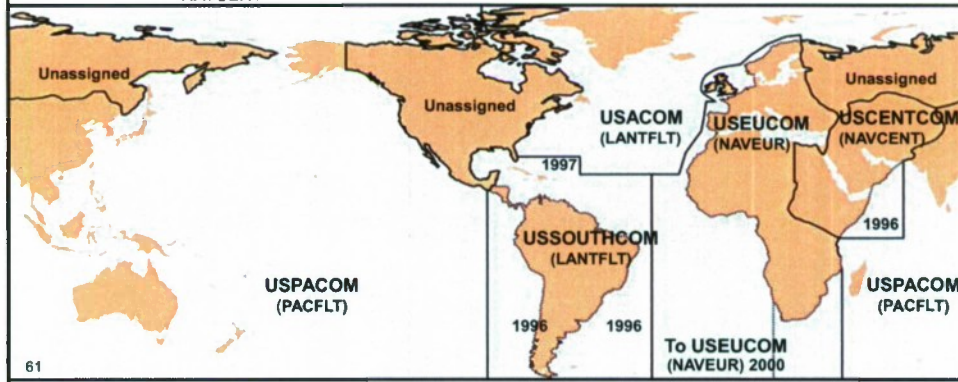 Unassigned
Unassigned
Unassigned
USACOM
(LANTFLT)
USEUCOM
(NAVEUR)
USCENTCOM
(NAVCENT)
1997
1996
USSOUTHCOM
(LANTFLT)
USPACOM
(PACFLT)
USPACOM
(PACFLT)
1996
1996
To USEUCOM
(NAVEUR) 2000
61